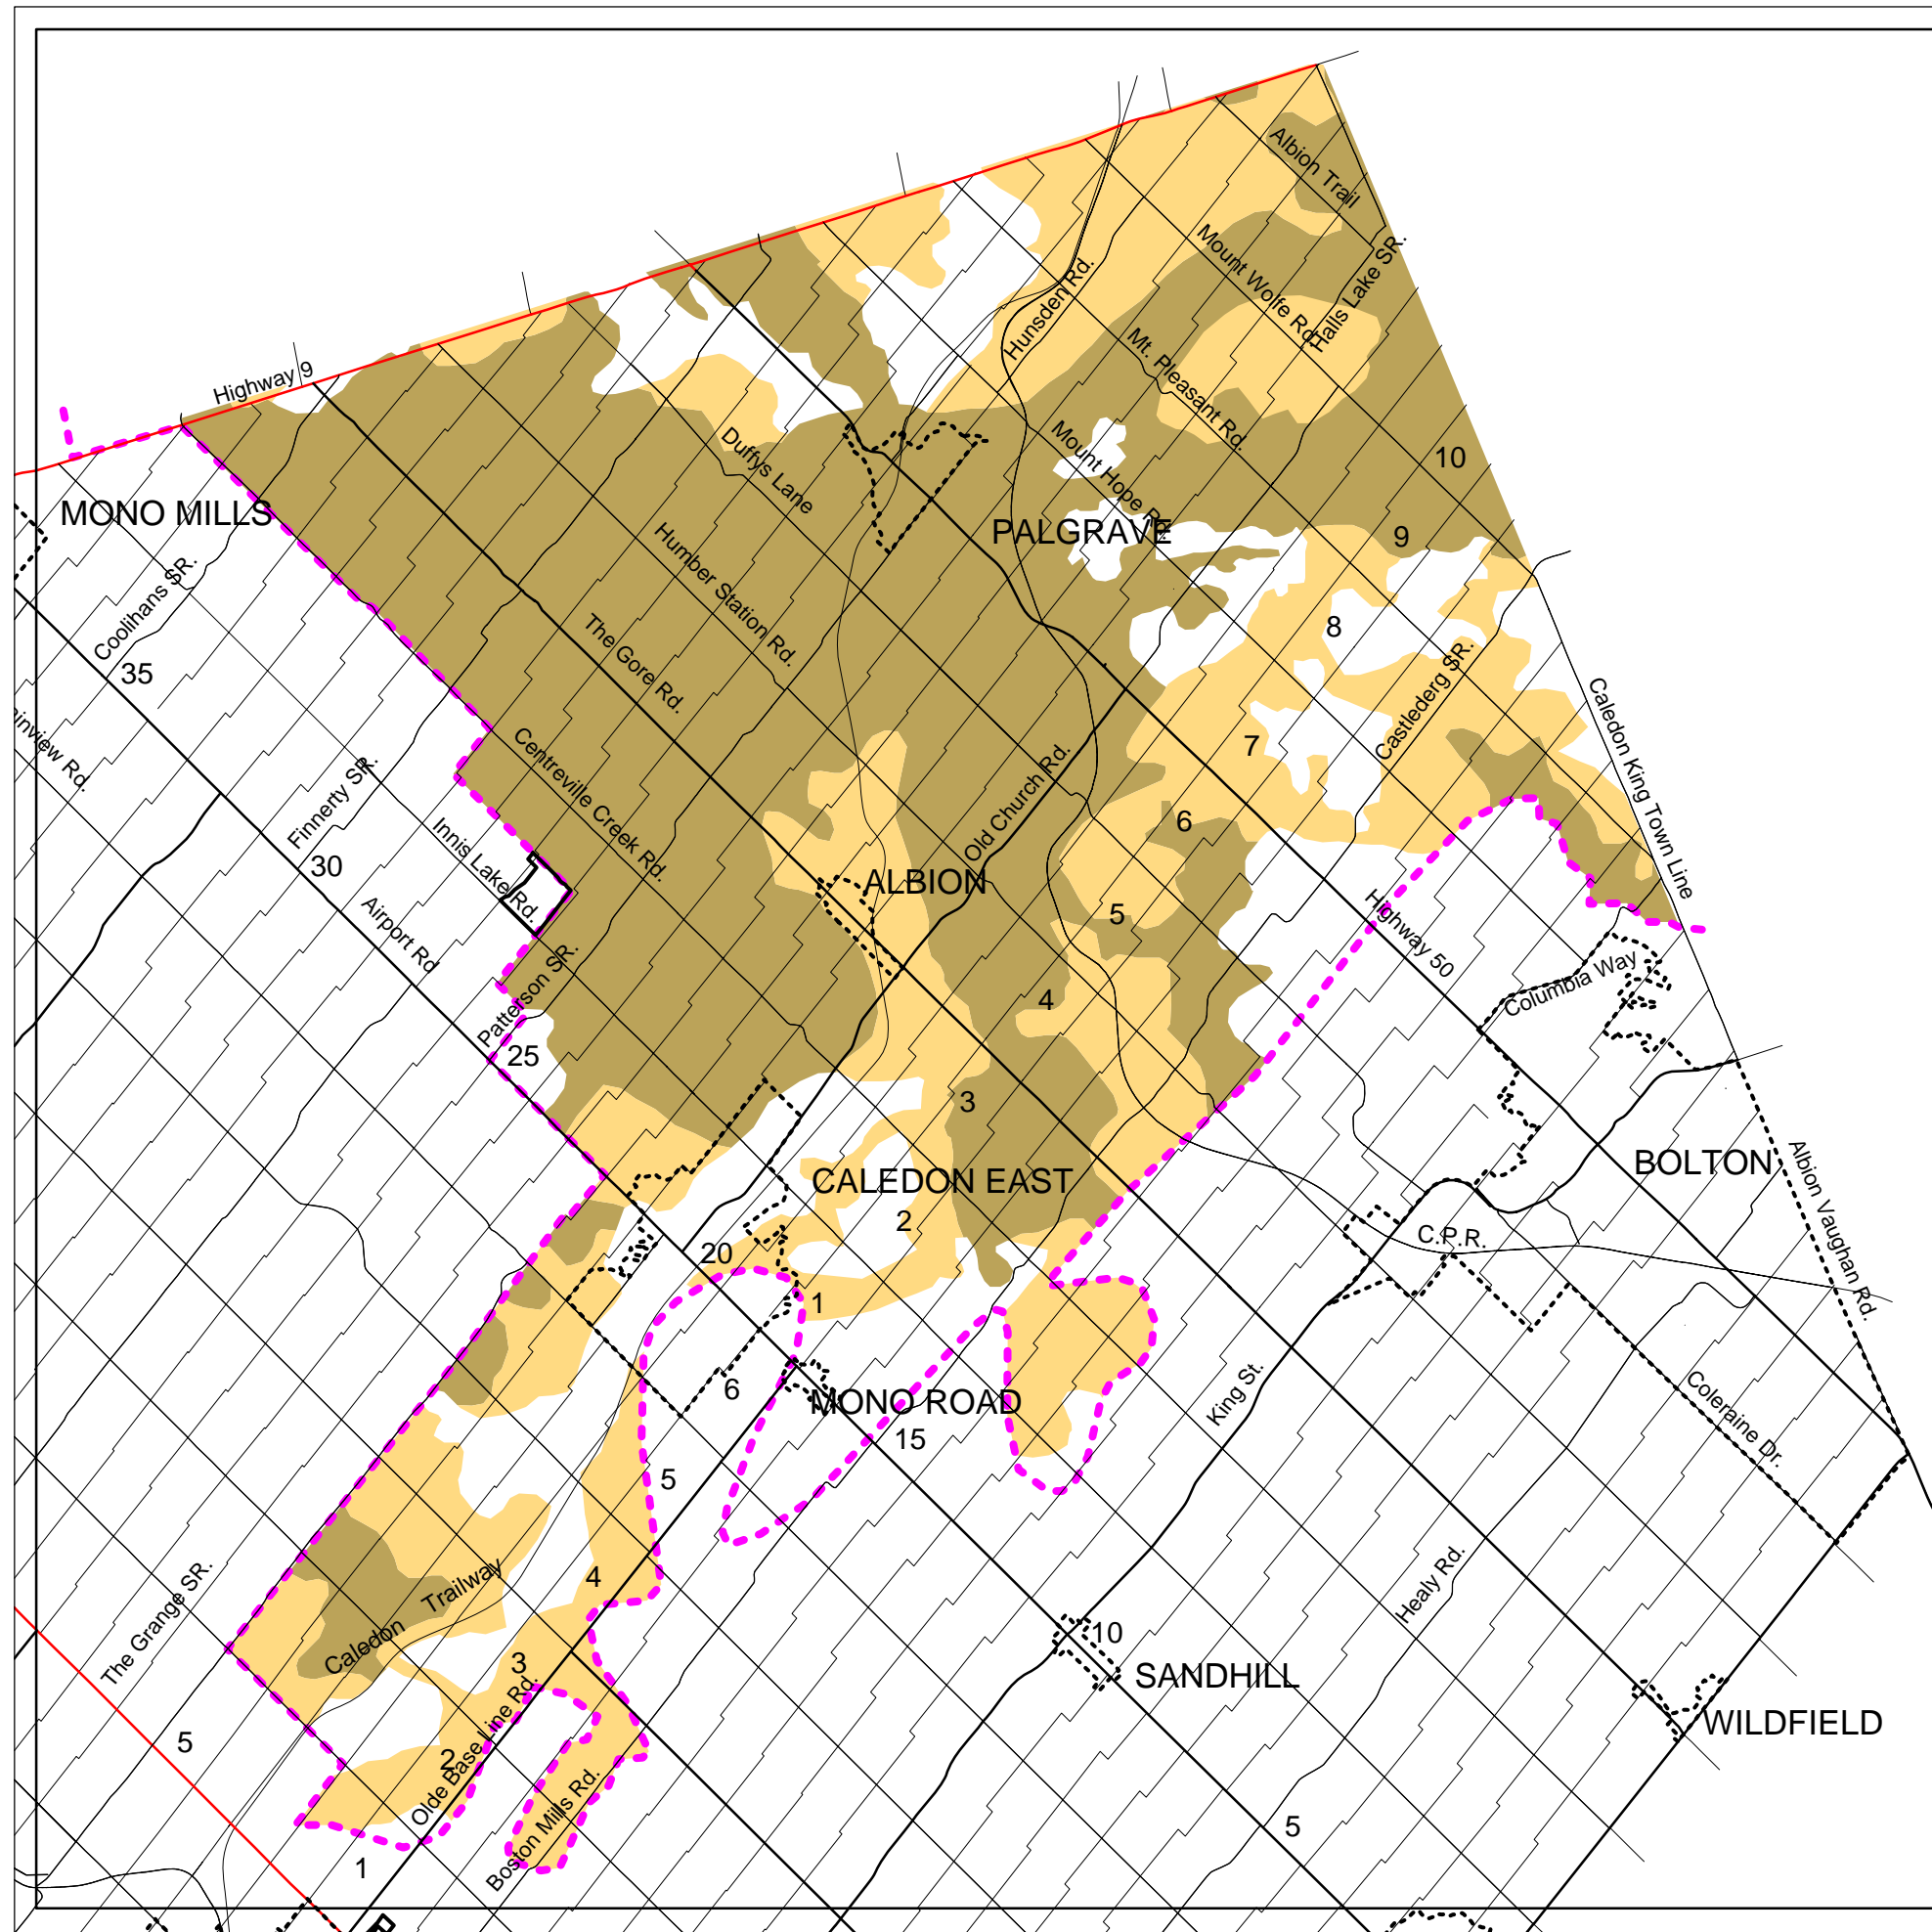 Albion Trail
Mount Wolfe Rd.
Halls Lake SR.
Hunsden Rd.
Mt. Pleasant Rd.
Highway 9
Mount Hope Rd.
Duffys Lane
10
MONO MILLS
PALGRAVE
9
Humber Station Rd.
Coolihans SR.
The Gore Rd.
8
35
Castlederg SR.
Caledon King Town Line
Centreville Creek Rd.
7
Old Church Rd.
Finnerty SR.
6
Innis Lake Rd.
30
ALBION
5
Airport Rd
Highway 50
Patterson SR.
Columbia Way
4
25
3
BOLTON
CALEDON EAST
Albion Vaughan Rd.
2
C.P.R.
20
1
6
MONO ROAD
King St.
Coleraine Dr.
15
5
4
Healy Rd.
The Grange SR.
Caledon Trailway
10
3
SANDHILL
WILDFIELD
5
2
Olde Base Line Rd.
Boston Mills Rd.
5
1